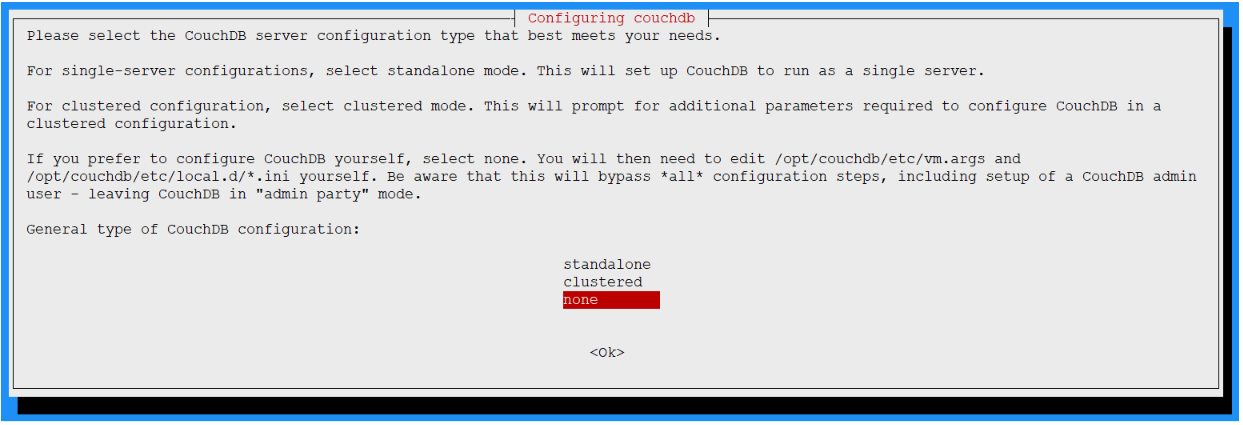 Configuring couchdb
Please select the CouchDB server configuration type that best meets your needs.
For single-server configurations, select standalone mode. This will set up CouchDB to run as a single server.
For clustered configuration, select clustered mode. This will prompt for additional parameters required to configure CouchDB in a
clustered configuration.
If you prefer to configure CouchDB yourself, select none. You will then need to edit /opt/couchdb/etc/vm.args and
/opt/couchdb/etc/local.d/*.ini yourself. Be aware that this will bypass *all* configuration steps, including setup of a CouchDB admin
user - leaving CouchDB in "admin party" mode.
General type of CouchDB configuration:
standalone
clustered
none
<Ok>